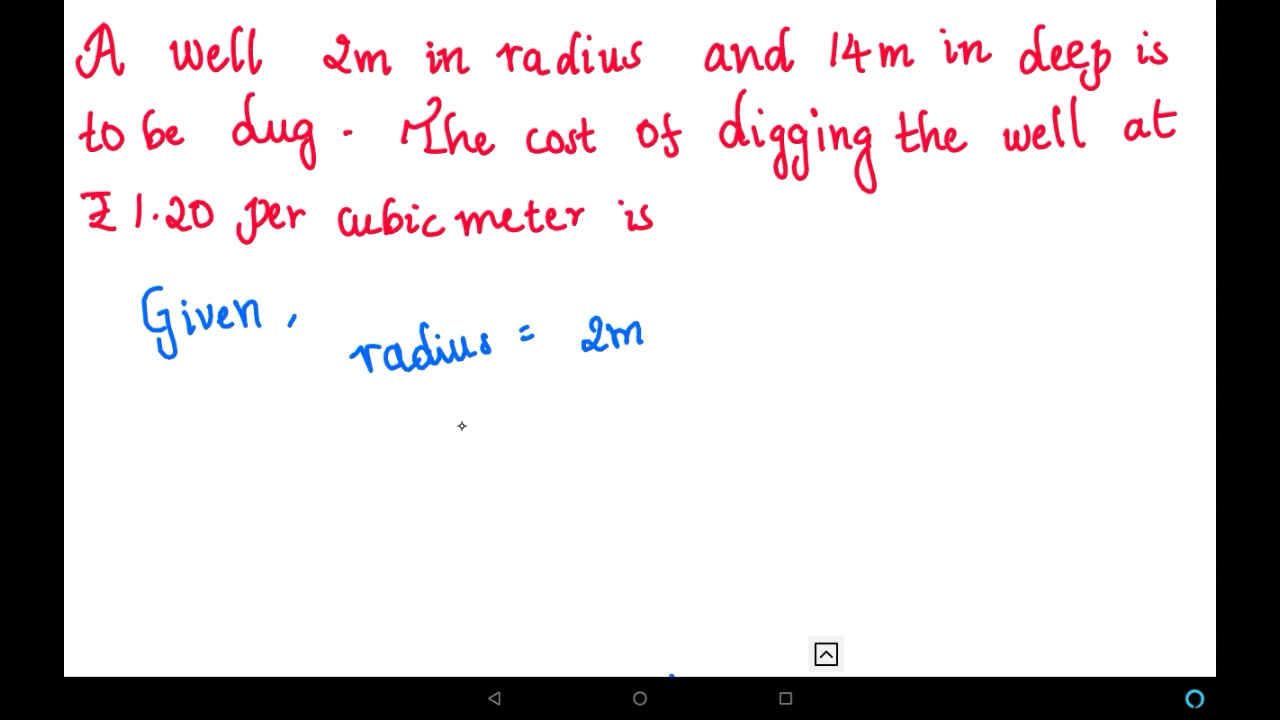 A well 2m in radius and 14m in deep is
to be dug. The cost of digging the well at
₹ 1.20 per cubic meter is
Given,
radius = 2m